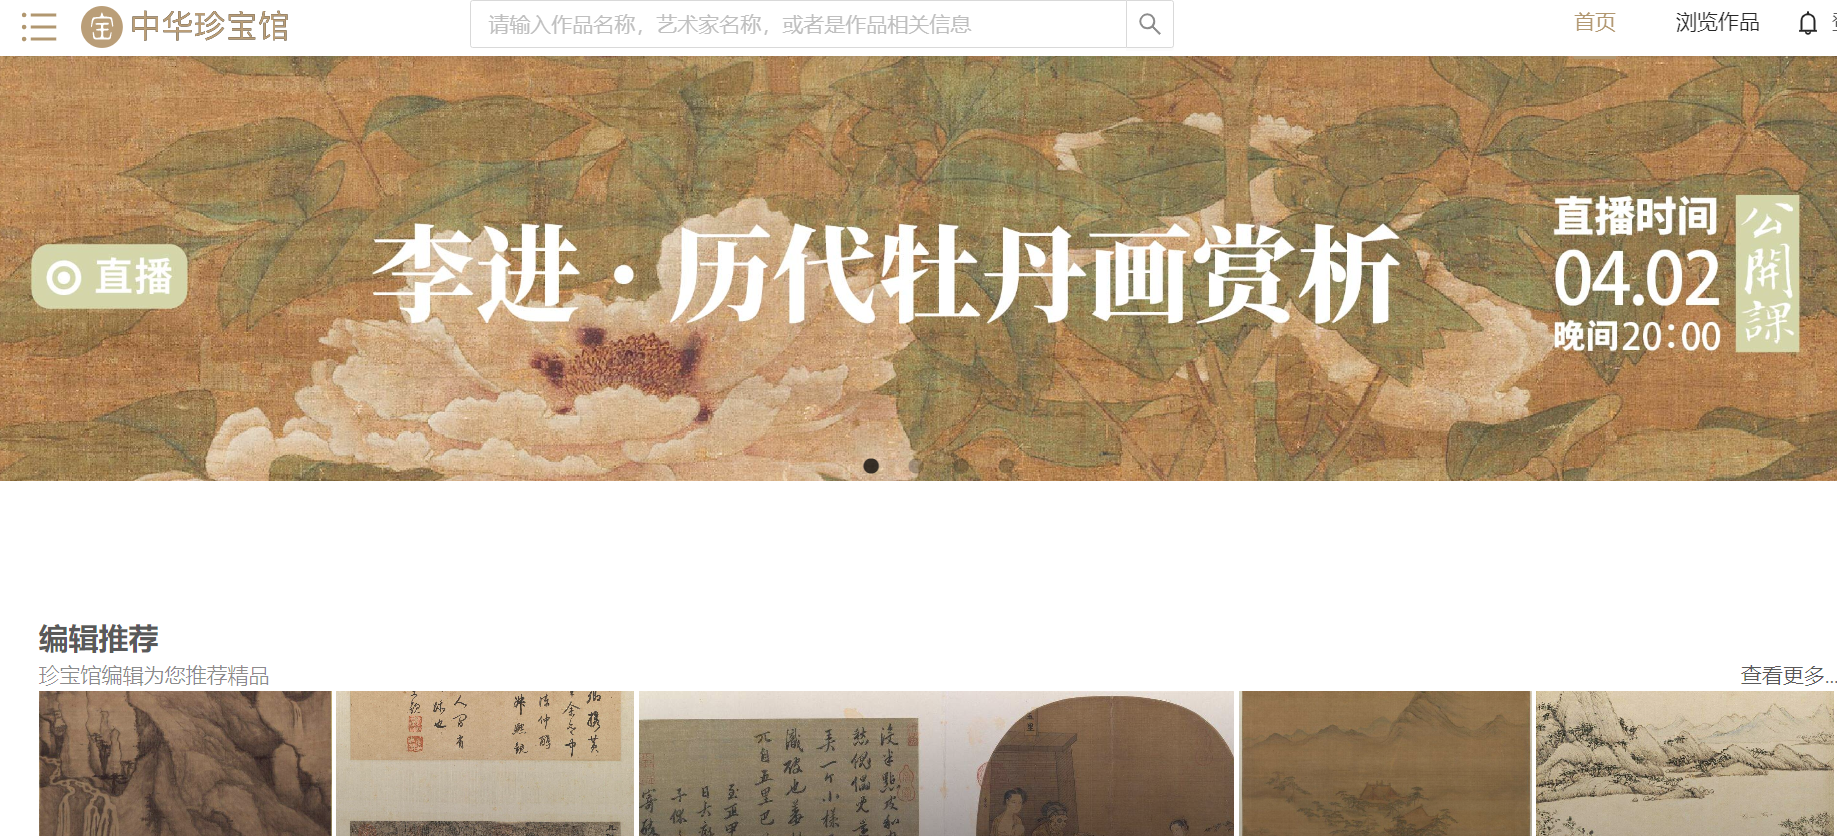 中华珍宝馆
请输入作品名称，艺术家名称，或者是作品相关信息
首页
浏览作品
直播
李进·历代牡丹画赏析
直播时间
04.02
晚间20:00
公開課
编辑推荐
珍宝馆编辑为您推荐精品
查看更多...